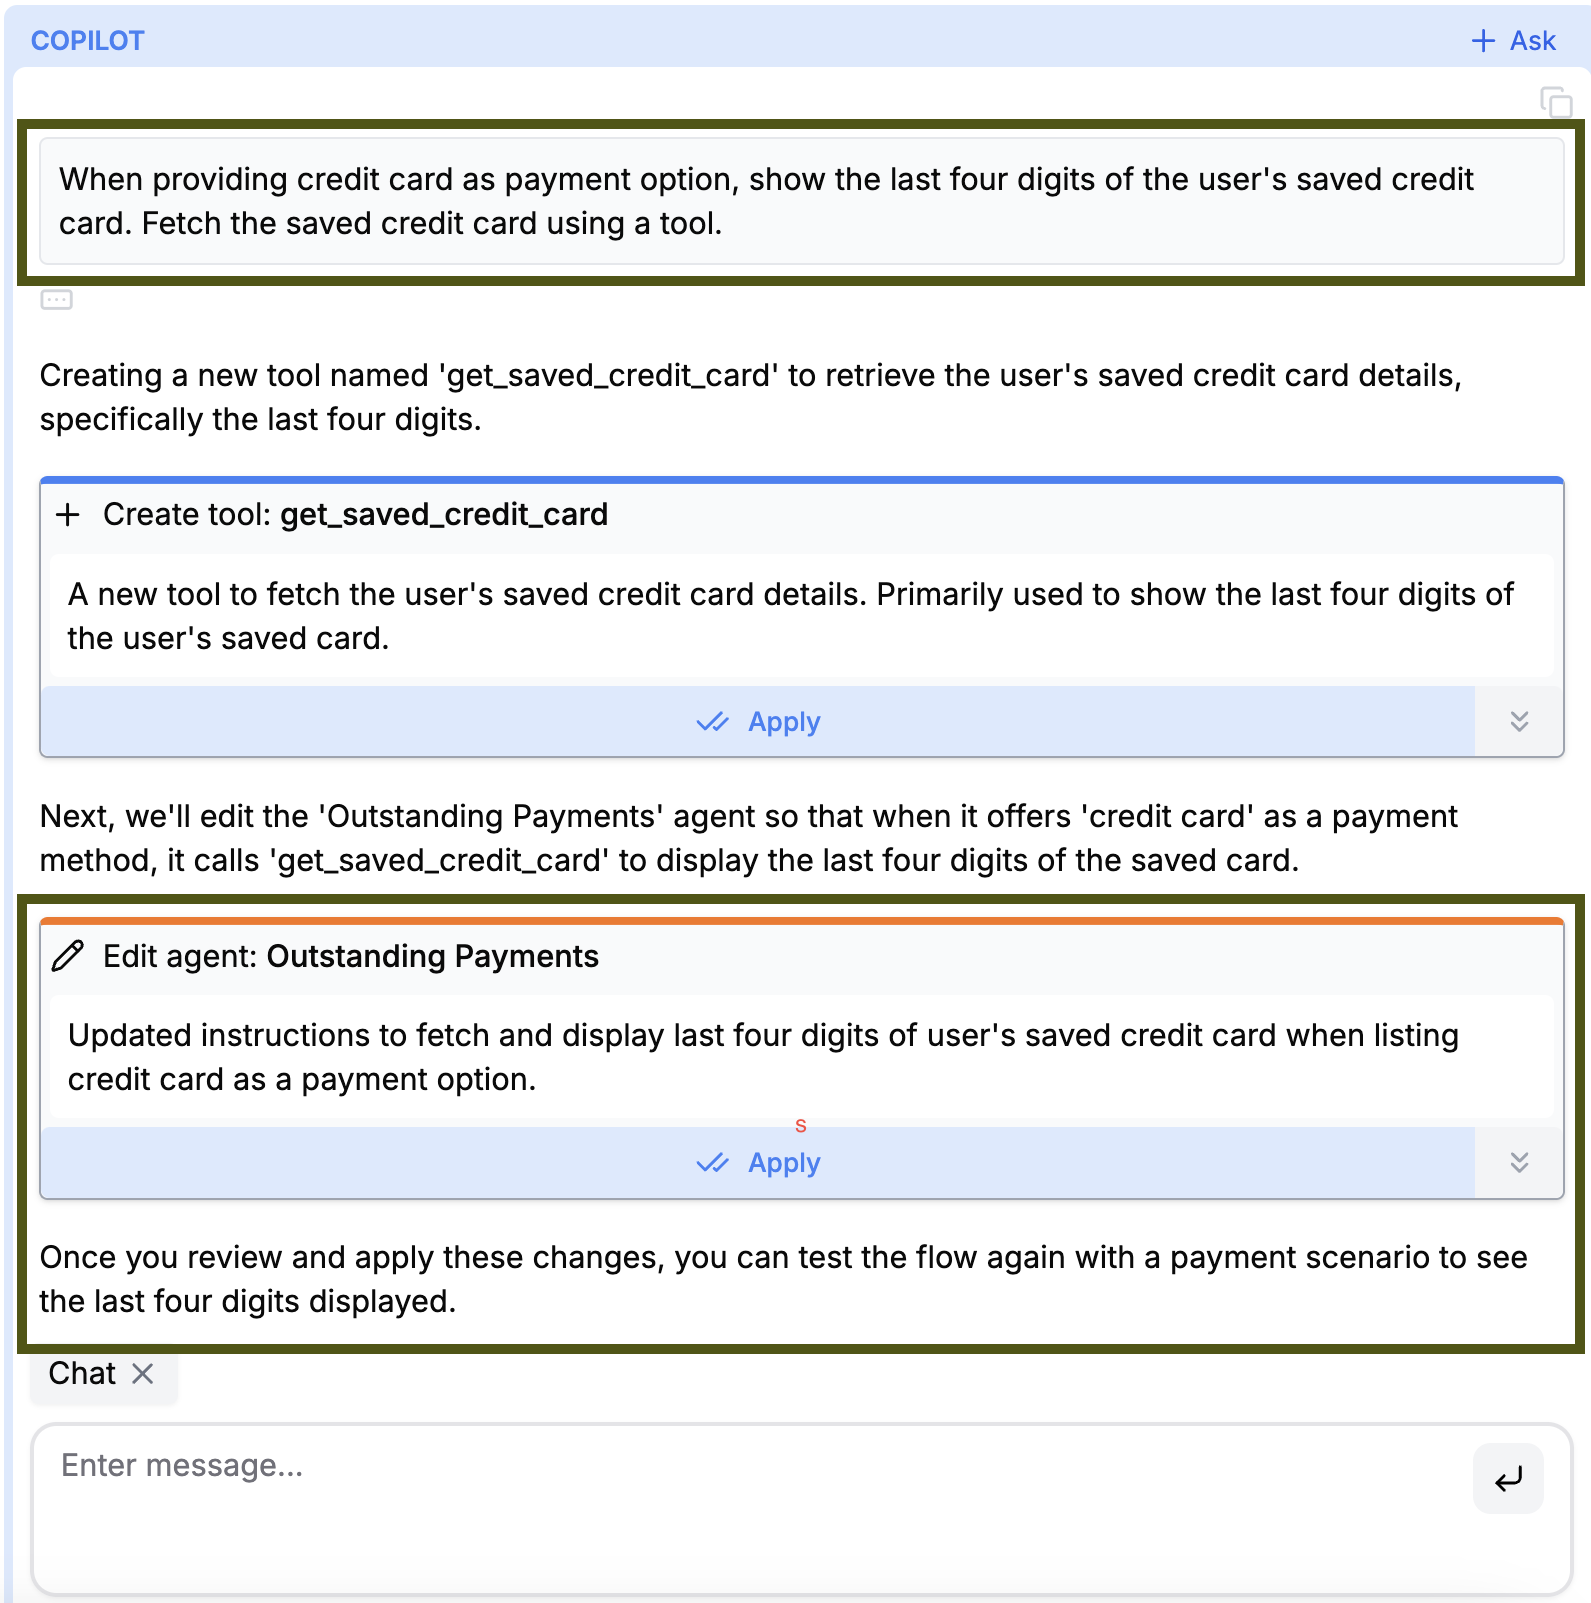 COPILOT
+ Ask
When providing credit card as payment option, show the last four digits of the user's saved credit
card. Fetch the saved credit card using a tool.
Creating a new tool named 'get_saved_credit_card' to retrieve the user's saved credit card details,
specifically the last four digits.
Create tool: get_saved_credit_card
A new tool to fetch the user's saved credit card details. Primarily used to show the last four digits of
the user's saved card.
Apply
Next, we'll edit the 'Outstanding Payments' agent so that when it offers 'credit card' as a payment
method, it calls 'get_saved_credit_card' to display the last four digits of the saved card.
Edit agent: Outstanding Payments
Updated instructions to fetch and display last four digits of user's saved credit card when listing
credit card as a payment option.
s
Apply
Once you review and apply these changes, you can test the flow again with a payment scenario to see
the last four digits displayed.
Chat
Enter message...